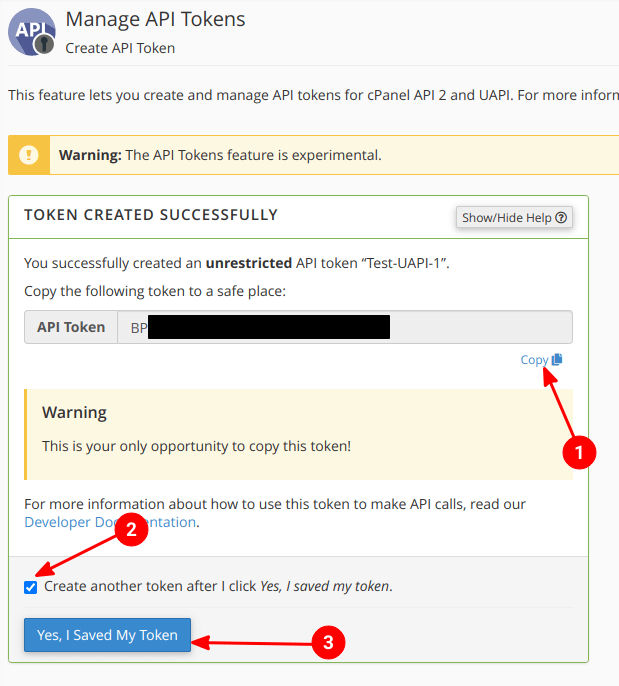 API
Manage API Tokens
Create API Token
This feature lets you create and manage API tokens for cPanel API 2 and UAPI. For more
Warning: The API Tokens feature is experimental.
TOKEN CREATED SUCCESSFULLY
Show/Hide Help
You successfully created an unrestricted API token “Test-UAPI-1”.
Copy the following token to a safe place:
API Token BP
Copy
1
Warning
This is your only opportunity to copy this token!
For more information about how to use this token to make API calls, read our
Developer Documentation.
2
Create another token after I click Yes, I saved my token.
Yes, I Saved My Token
3